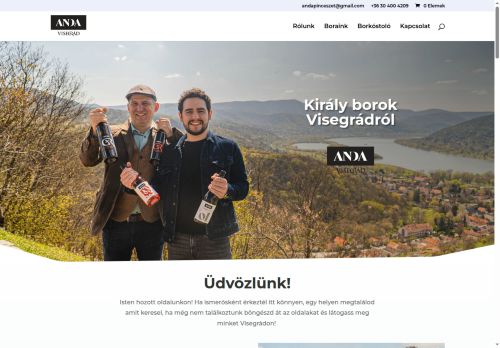 andapinceszet@gmail.com +36 30 400 4209 0 Elemek
ANDA
VISEGRÁD
Rólunk Boraink Borkóstoló Kapcsolat
Király borok
Visegrádról
ANDA
VISEGRÁD
Üdvözlünk!
Isten hozott oldalunkon! Ha ismerősként érkeztél itt könnyen, egy helyen megtalálod
amit keresel, ha még nem találkoztunk böngészd át az oldalakat és látogass meg
minket Visegrádon!